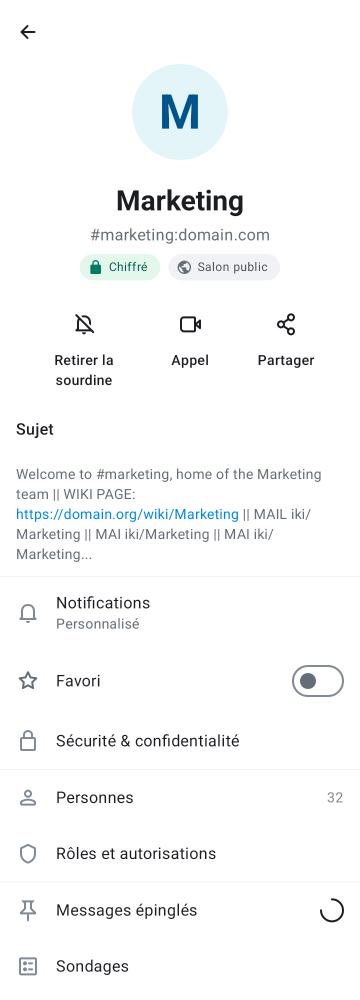 M
Marketing
#marketing:domain.com
Chiffré
Salon public
Retirer la
sourdine
Appel
Partager
Sujet
Welcome to #marketing, home of the Marketing
team || WIKI PAGE:
https://domain.org/wiki/Marketing || MAIL iki/
Marketing || MAI iki/Marketing || MAI iki/
Marketing...
Notifications
Personnalisé
Favori
Sécurité & confidentialité
Personnes 32
Rôles et autorisations
Messages épinglés
Sondages